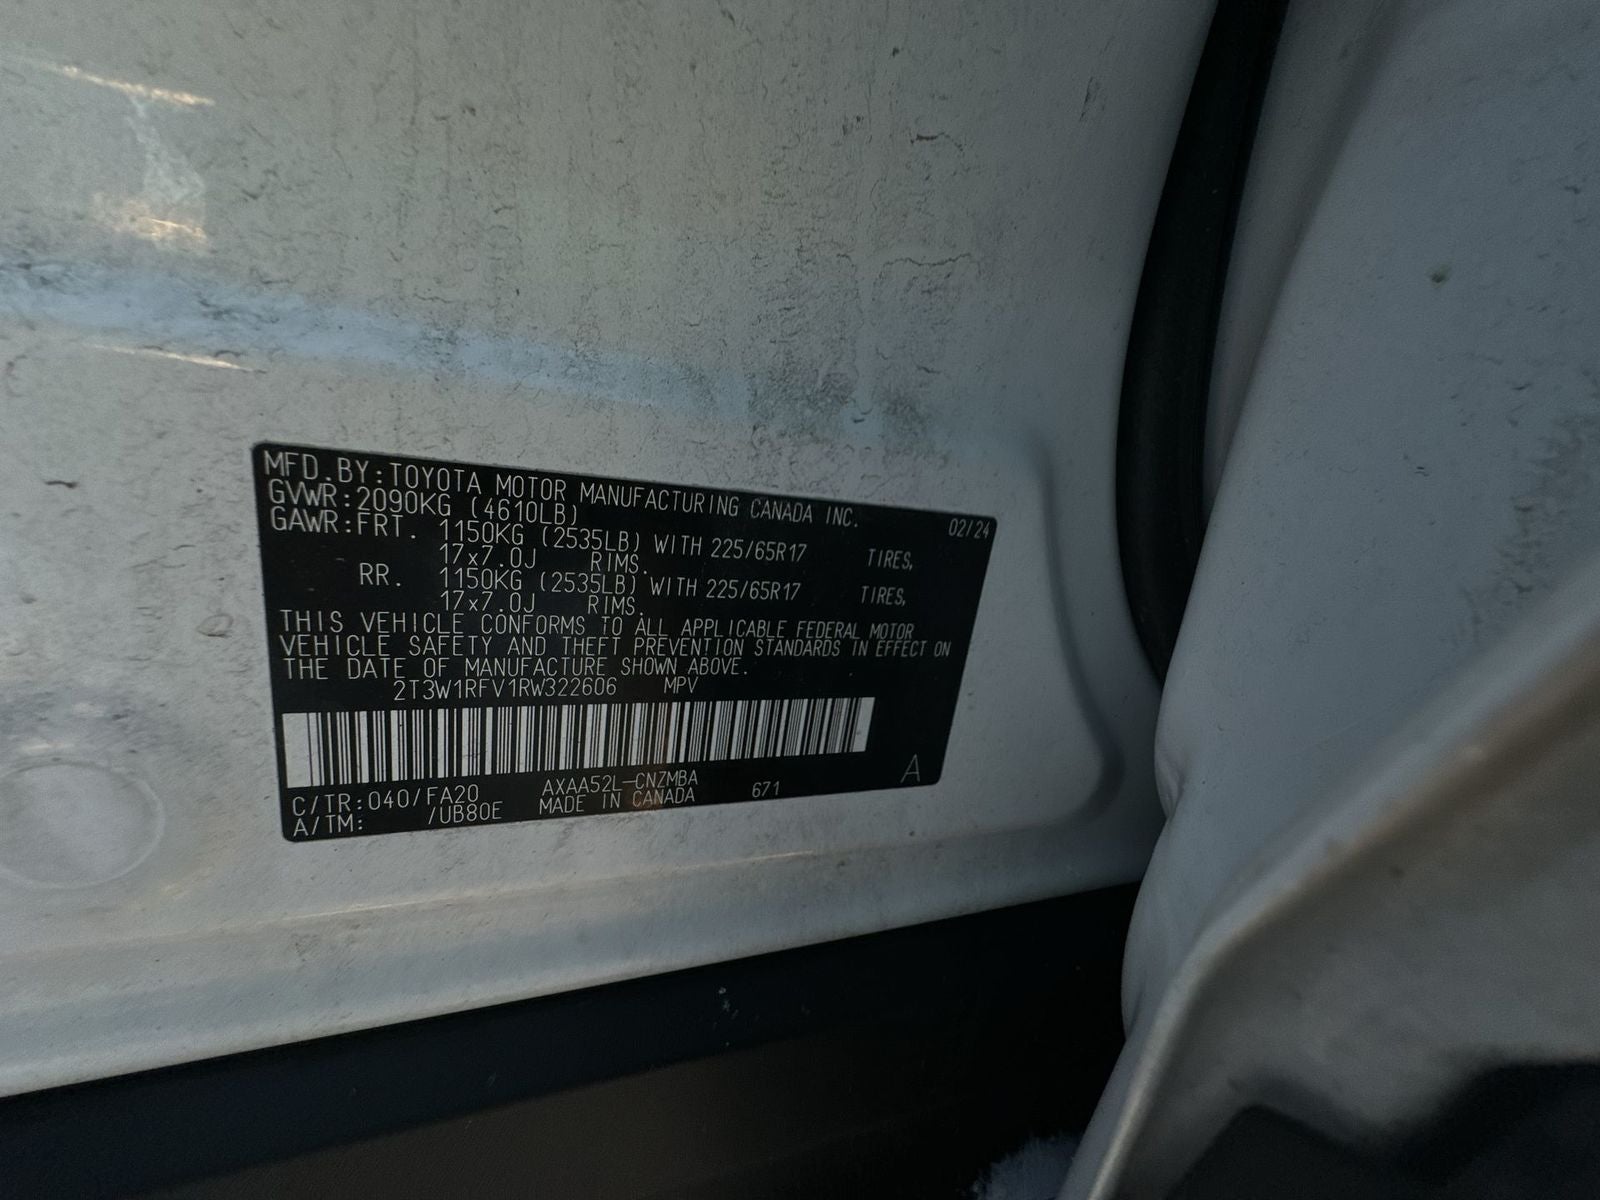 MFD.BY:TOYOTA MOTOR MANUFACTURING CANADA INC. 02/24
GVWR:2090KG (4610LB)
GAWR:FRT. 1150KG (2535LB) WITH 225/65R17 TIRES,
17x7.0J RIMS.
RR. 1150KG (2535LB) WITH 225/65R17 TIRES,
17x7.0J RIMS.
THIS VEHICLE CONFORMS TO ALL APPLICABLE FEDERAL MOTOR
VEHICLE SAFETY AND THEFT PREVENTION STANDARDS IN EFFECT ON
THE DATE OF MANUFACTURE SHOWN ABOVE.
2T3W1RFV1RW322606 MPV
A
C/TR:040/FA20 AXAA52L-CNZMBA 671
A/TM: /UB80E MADE IN CANADA